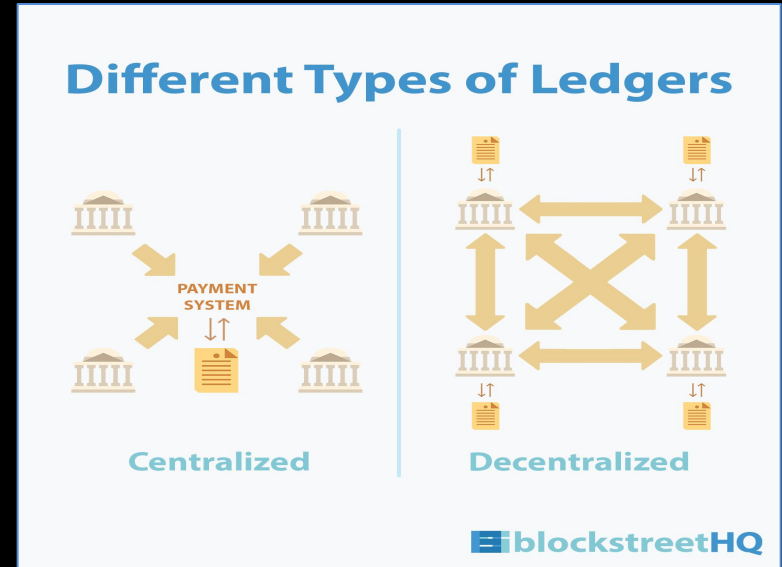 Different Types of Ledgers
PAYMENT
SYSTEM
Centralized
Decentralized
blockstreetHQ